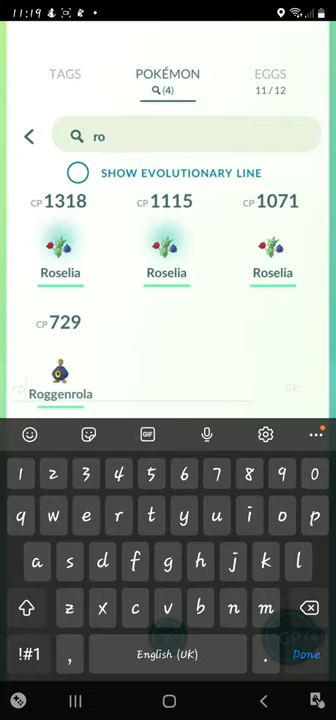 11:19
TAGS POKÉMON EGGS
(4) 11 / 12
ro
SHOW EVOLUTIONARY LINE
CP 1318 CP 1115 CP 1071
Roselia Roselia Roselia
CP 729
Roggenrola
GIF
1 2 3 4 5 6 7 8 9 0
q w e r t y u i o p
a s d f g h j k l
z x c v b n m
!#1 , English (UK) . Done